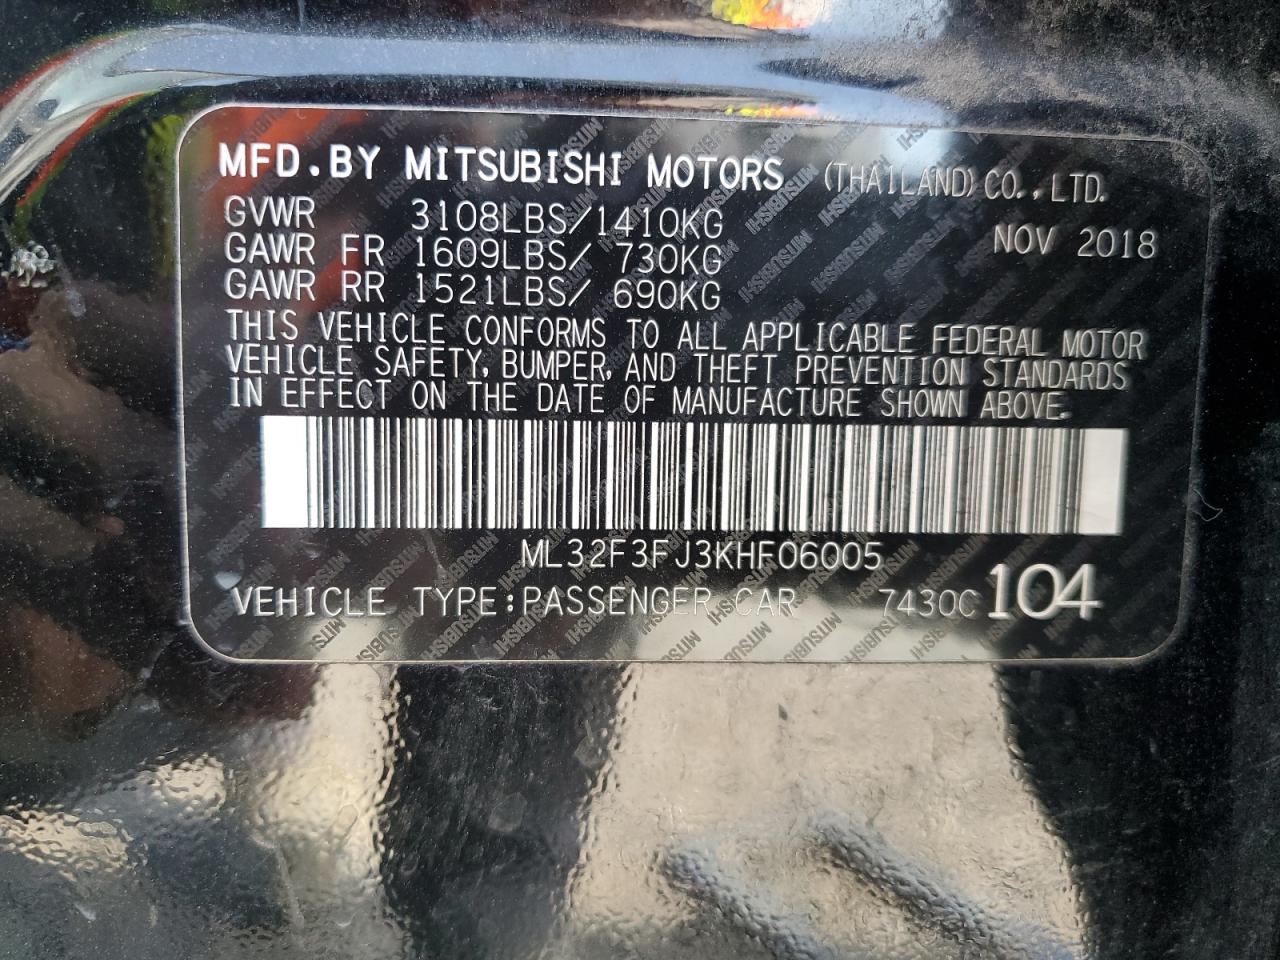 MFD.BY MITSUBISHI MOTORS (THAILAND) CO.,LTD.
GVWR 3108LBS/1410KG NOV 2018
GAWR FR 1609LBS/ 730KG
GAWR RR 1521LBS/ 690KG
THIS VEHICLE CONFORMS TO ALL APPLICABLE FEDERAL MOTOR
VEHICLE SAFETY, BUMPER, AND THEFT PREVENTION STANDARDS
IN EFFECT ON THE DATE OF MANUFACTURE SHOWN ABOVE.
ML32F3FJ3KHF06005
VEHICLE TYPE:PASSENGER CAR 7430C 104